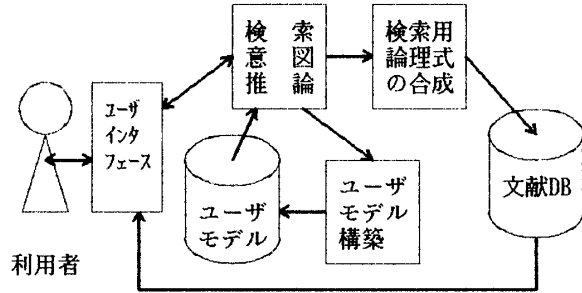 検索
意図
推論
検索用
論理式
の合成
ユーザ
インタ
フェース
ユーザ
モデル
ユーザ
モデル
構築
文献DB
利用者